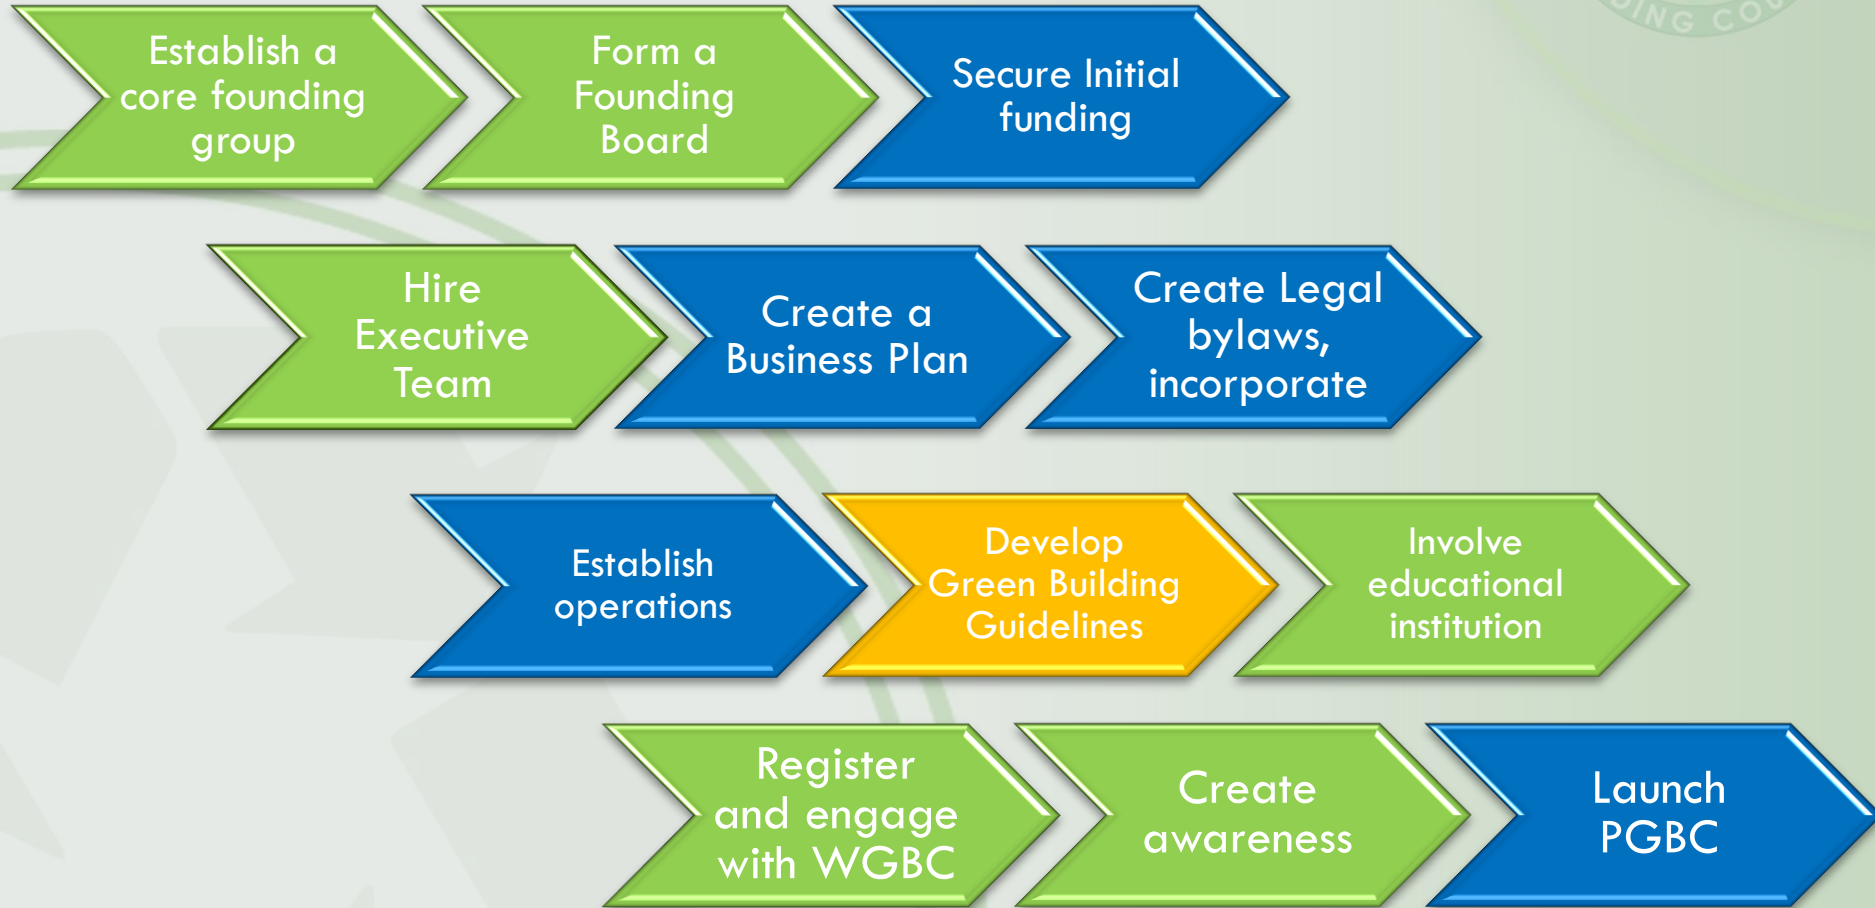 Establish a
core founding
group
Form a
Founding
Board
Secure Initial
funding
Hire
Executive
Team
Create a
Business Plan
Create Legal
bylaws,
incorporate
Establish
operations
Develop
Green Building
Guidelines
Involve
educational
institution
Register
and engage
with WGBC
Create
awareness
Launch
PGBC